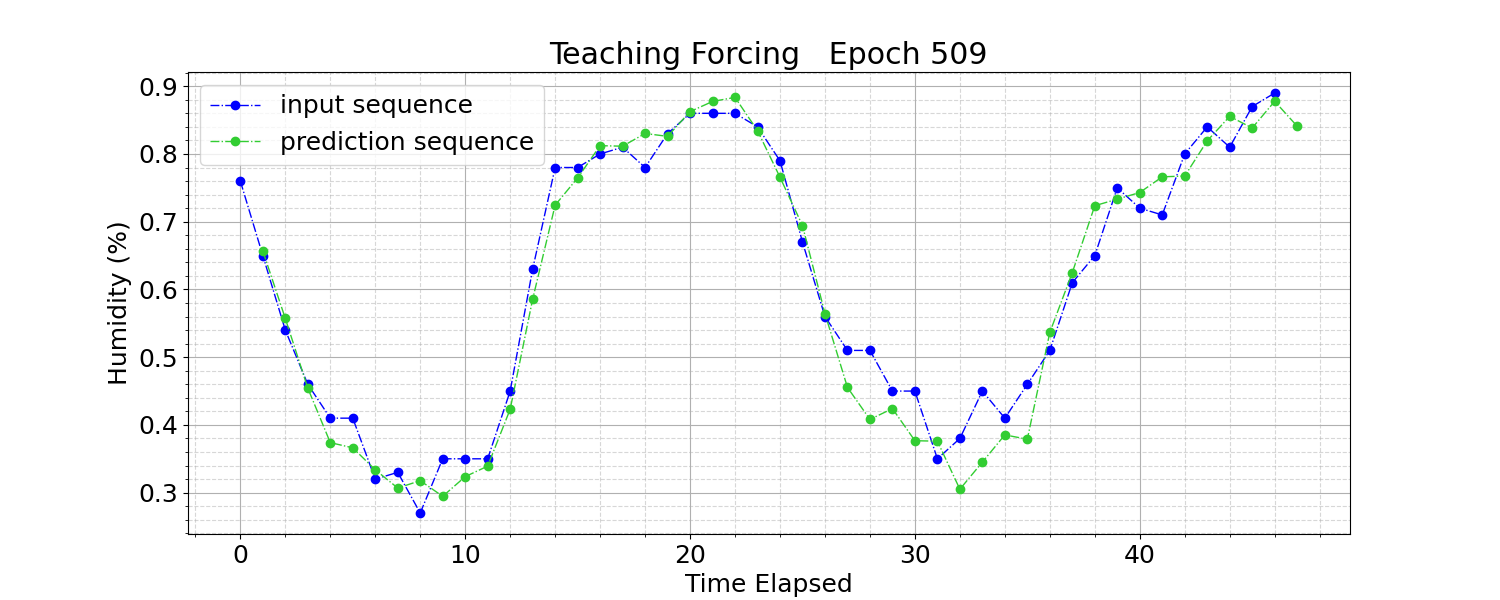 Teaching Forcing   Epoch 509
input sequence
prediction sequence
Humidity (%)
0.9
0.8
0.7
0.6
0.5
0.4
0.3
0 10 20 30 40
Time Elapsed